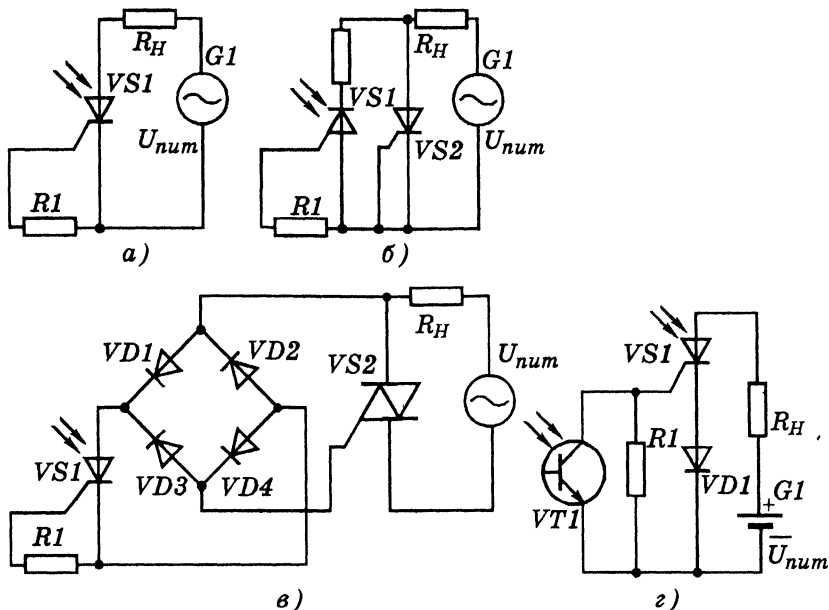 R_H
G1
VS1
U_пит
R1
а)
R_H
G1
VS1
U_пит
VS2
R1
б)
R_H
U_пит
VD1
VD2
VS2
VS1
VD3
VD4
R1
в)
VS1
R_H
R1
VD1
G1
+
VT1
U̅_пит
г)